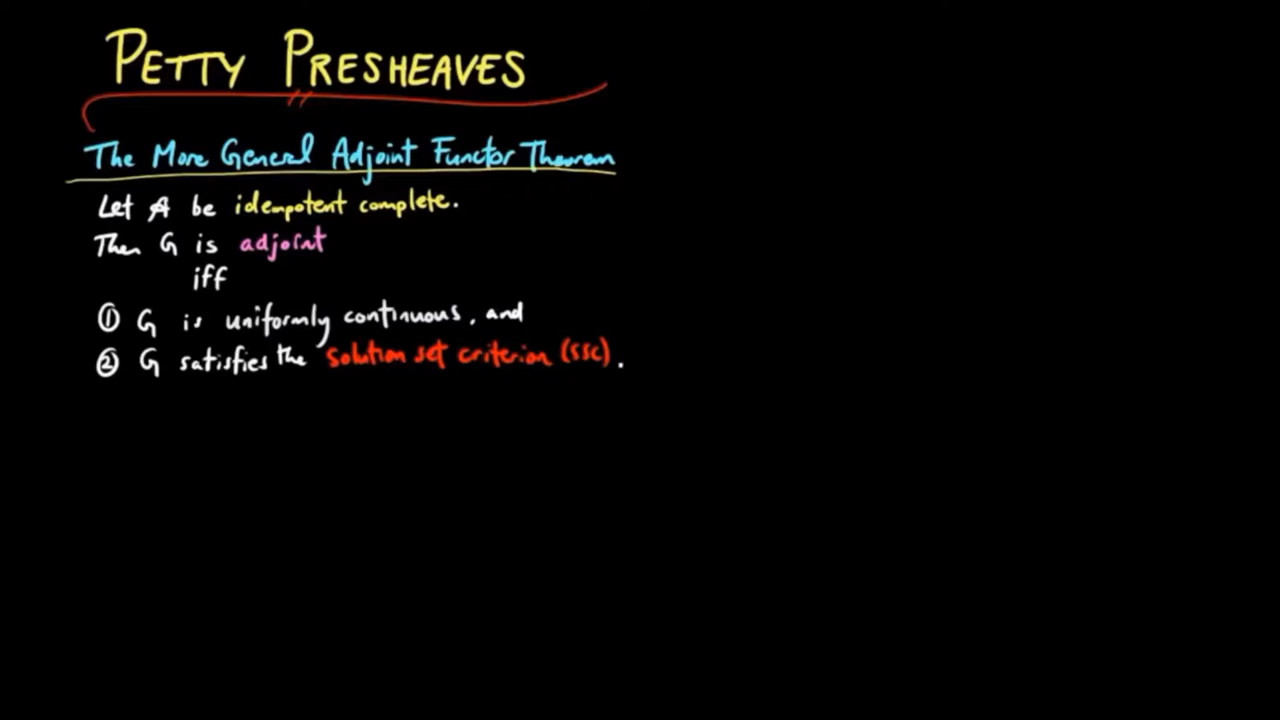 PETTY PRESHEAVES
The More General Adjoint Functor Theorem
Let A be idempotent complete.
Then G is adjoint
iff
① G is uniformly continuous, and
② G satisfies the solution set criterion (SSC).